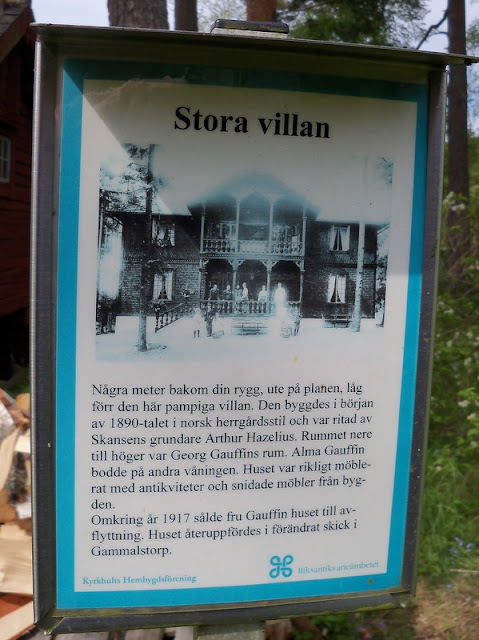 Stora villan
Några meter bakom din rygg, ute på planen, låg
förr den här pampiga villan. Den byggdes i början
av 1890-talet i norsk herrgårdsstil och var ritad av
Skansens grundare Arthur Hazelius. Rummet nere
till höger var Georg Gauffins rum. Alma Gauffin
bodde på andra våningen. Huset var rikligt möble-
rat med antikviteter och snidade möbler från byg-
den.
Omkring år 1917 sålde fru Gauffin huset till av-
flyttning. Huset återuppfördes i förändrat skick i
Gammalstorp.
Kyrkhults Hembygdsförening
Riksantikvarieämbetet